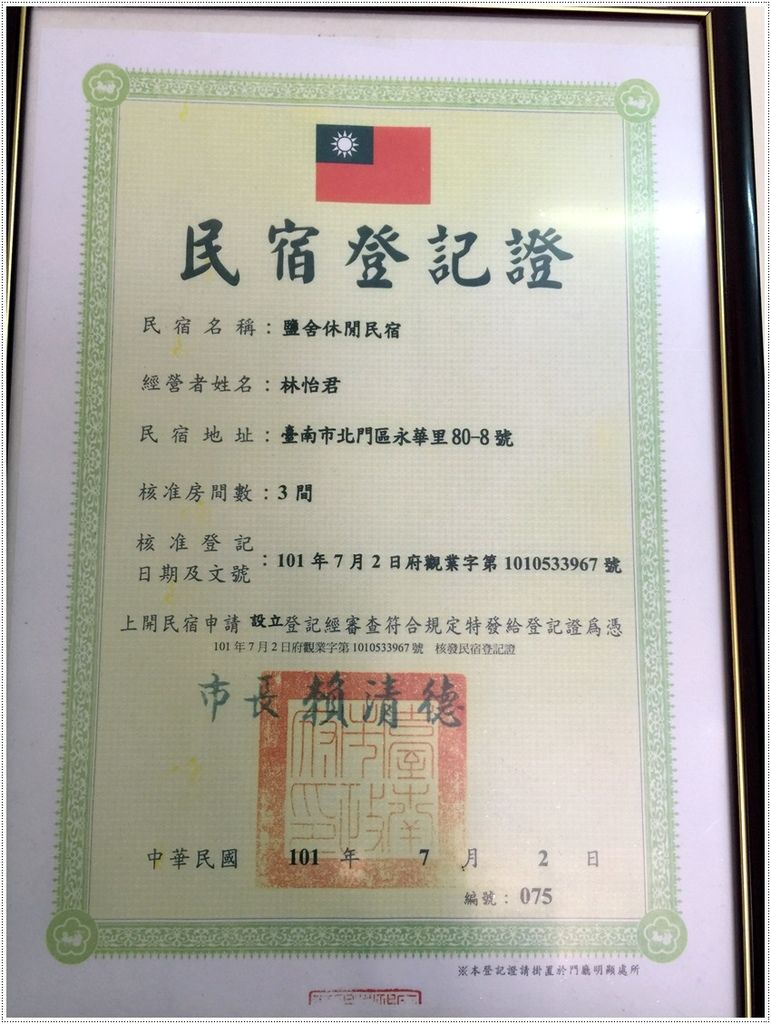 民宿登記證
民宿名稱：鹽舍休閒民宿
經營者姓名：林怡君
民宿地址：臺南市北門區永華里80-8號
核准房間數：3間
核准登記
日期及文號：101年7月2日府觀業字第1010533967號
上開民宿申請設立登記經審查符合規定特發給登記證為憑
101年7月2日府觀業字第1010533967號 核發民宿登記證
市長賴清德
臺南市政府印
中華民國 101 年 7 月 2 日
編號：075
※本登記證請掛置於門廳明顯處所